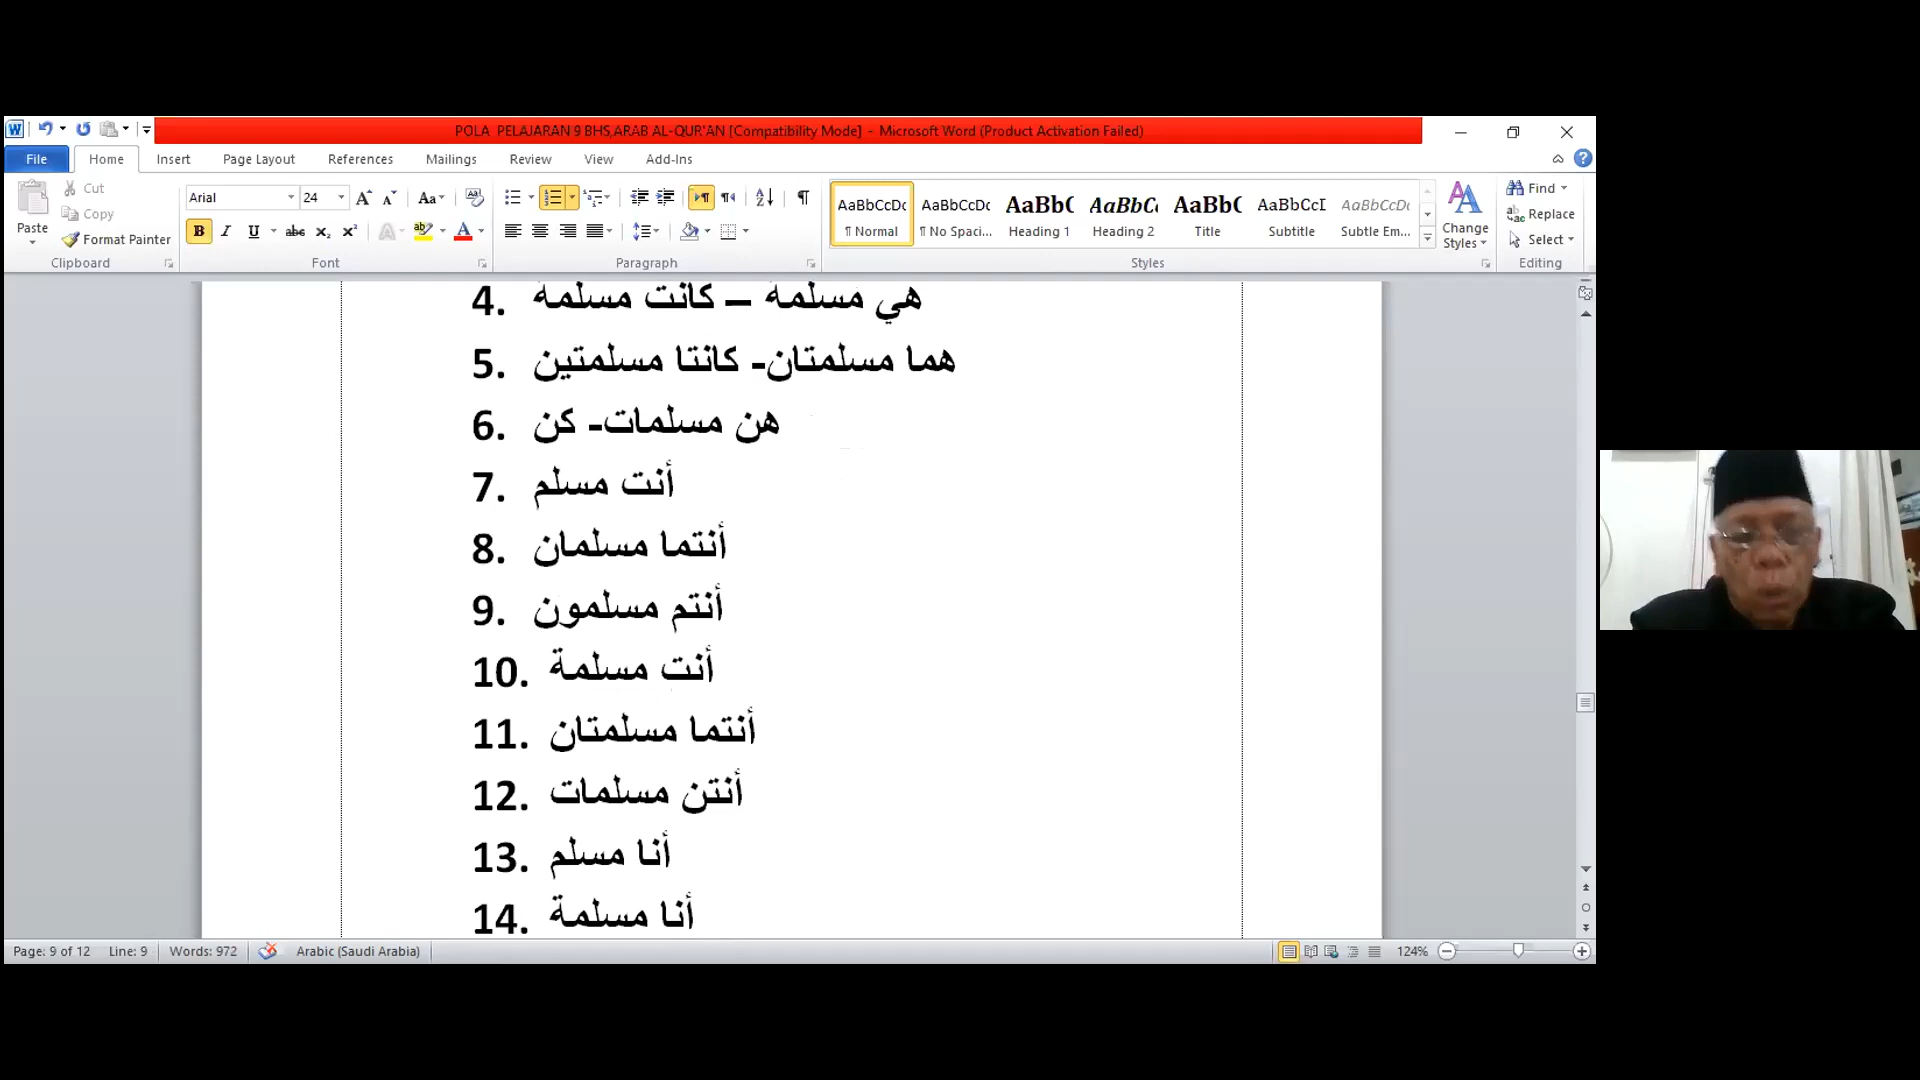 POLA PELAJARAN 9 BHS,ARAB AL-QUR'AN [Compatibility Mode] - Microsoft Word (Product Activation Failed)
File Home Insert Page Layout References Mailings Review View Add-Ins
Paste
Cut
Copy
Format Painter
Clipboard
Arial 24
Font
Paragraph
AaBbCcDc AaBbCcDc AaBbC AaBbC AaBbC AaBbCcI AaBbCcDc
¶ Normal ¶ No Spaci... Heading 1 Heading 2 Title Subtitle Subtle Em...
Change Styles
Styles
Find
Replace
Select
Editing
4. هي مسلمة – كانت مسلمة
5. هما مسلمتان- كانتا مسلمتين
6. هن مسلمات- كن
7. أنت مسلم
8. أنتما مسلمان
9. أنتم مسلمون
10. أنت مسلمة
11. أنتما مسلمتان
12. أنتن مسلمات
13. أنا مسلم
14. أنا مسلمة
Page: 9 of 12 Line: 9 Words: 972 Arabic (Saudi Arabia) 124%